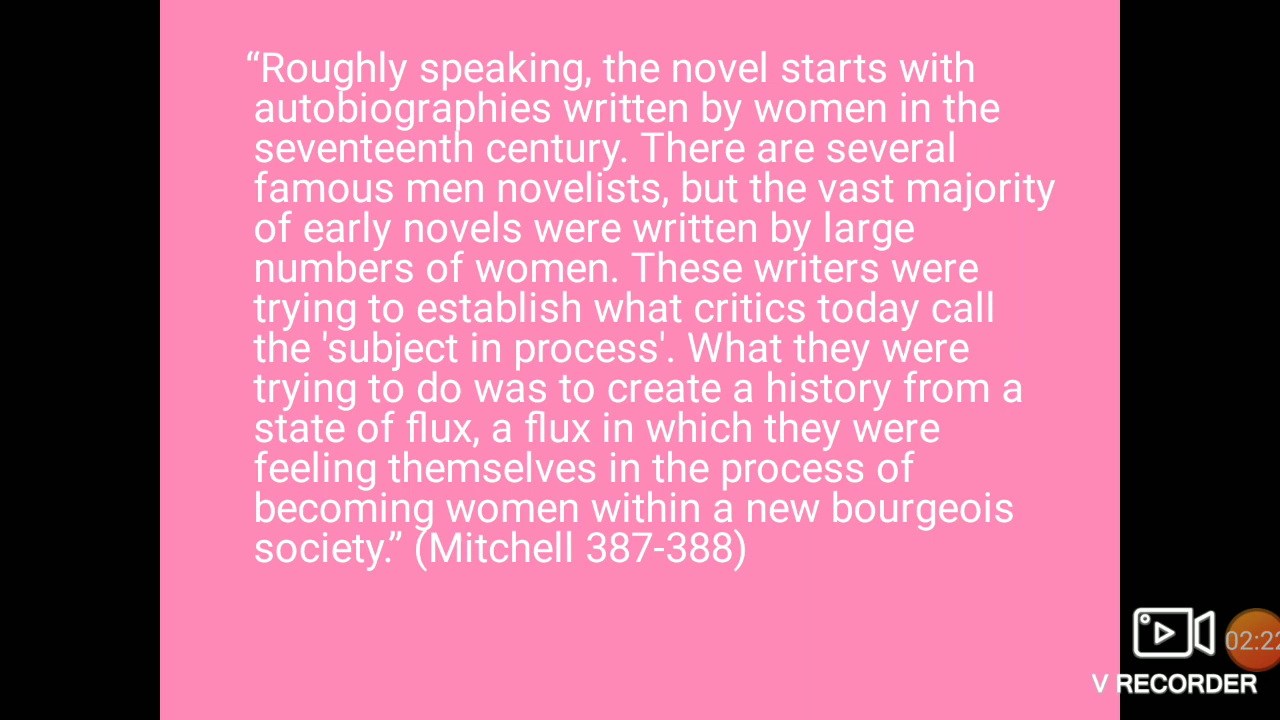 “Roughly speaking, the novel starts with
autobiographies written by women in the
seventeenth century. There are several
famous men novelists, but the vast majority
of early novels were written by large
numbers of women. These writers were
trying to establish what critics today call
the 'subject in process'. What they were
trying to do was to create a history from a
state of flux, a flux in which they were
feeling themselves in the process of
becoming women within a new bourgeois
society.” (Mitchell 387-388)
02:22
V RECORDER